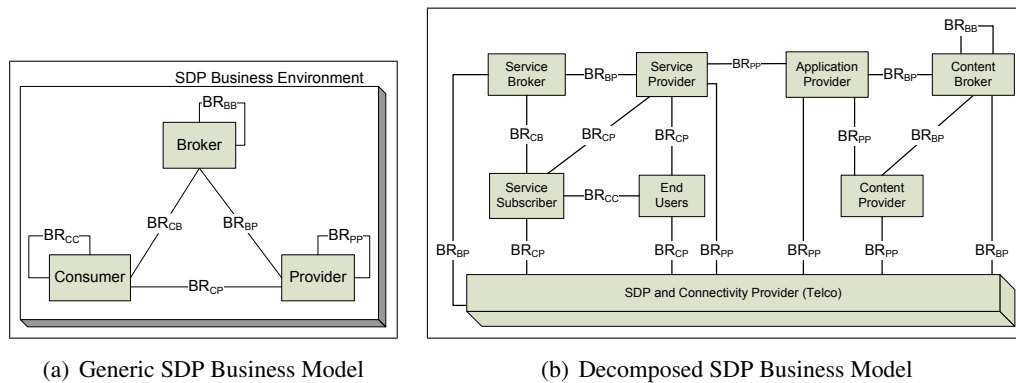 SDP Business Environment
BR_BB
Broker
BR_CC
BR_CB
BR_BP
BR_PP
Consumer
BR_CP
Provider
(a) Generic SDP Business Model
BR_BB
Service
Broker
BR_BP
Service
Provider
BR_PP
Application
Provider
BR_BP
Content
Broker
BR_CB
BR_CP
BR_CP
BR_PP
BR_BP
Service
Subscriber
BR_CC
End
Users
Content
Provider
BR_BP
BR_CP
BR_CP
BR_PP
BR_PP
BR_PP
BR_BP
SDP and Connectivity Provider (Telco)
(b) Decomposed SDP Business Model